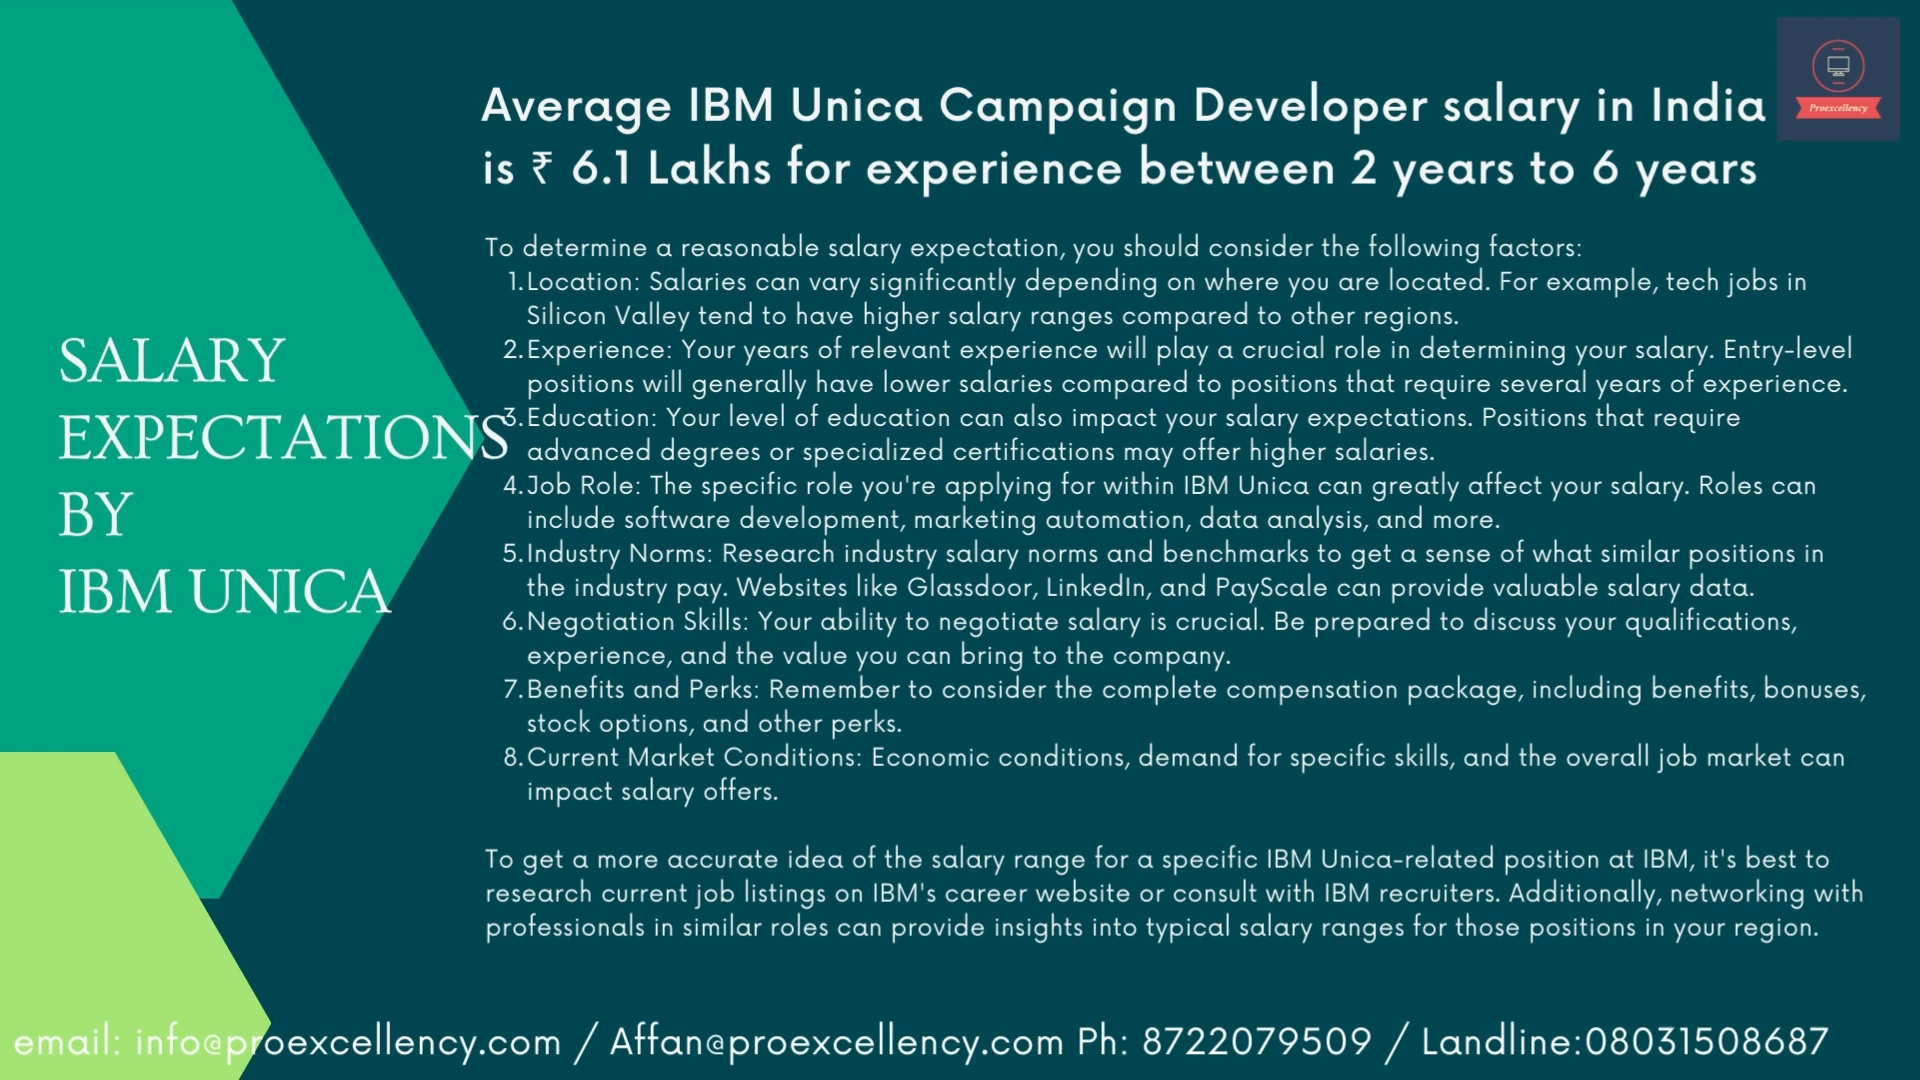 Proexcellency
Average IBM Unica Campaign Developer salary in India
is ₹ 6.1 Lakhs for experience between 2 years to 6 years
SALARY
EXPECTATIONS
BY
IBM UNICA
To determine a reasonable salary expectation, you should consider the following factors:
1. Location: Salaries can vary significantly depending on where you are located. For example, tech jobs in
Silicon Valley tend to have higher salary ranges compared to other regions.
2. Experience: Your years of relevant experience will play a crucial role in determining your salary. Entry-level
positions will generally have lower salaries compared to positions that require several years of experience.
3. Education: Your level of education can also impact your salary expectations. Positions that require
advanced degrees or specialized certifications may offer higher salaries.
4. Job Role: The specific role you're applying for within IBM Unica can greatly affect your salary. Roles can
include software development, marketing automation, data analysis, and more.
5. Industry Norms: Research industry salary norms and benchmarks to get a sense of what similar positions in
the industry pay. Websites like Glassdoor, LinkedIn, and PayScale can provide valuable salary data.
6. Negotiation Skills: Your ability to negotiate salary is crucial. Be prepared to discuss your qualifications,
experience, and the value you can bring to the company.
7. Benefits and Perks: Remember to consider the complete compensation package, including benefits, bonuses,
stock options, and other perks.
8. Current Market Conditions: Economic conditions, demand for specific skills, and the overall job market can
impact salary offers.
To get a more accurate idea of the salary range for a specific IBM Unica-related position at IBM, it's best to
research current job listings on IBM's career website or consult with IBM recruiters. Additionally, networking with
professionals in similar roles can provide insights into typical salary ranges for those positions in your region.
email: info@proexcellency.com / Affan@proexcellency.com Ph: 8722079509 / Landline:08031508687